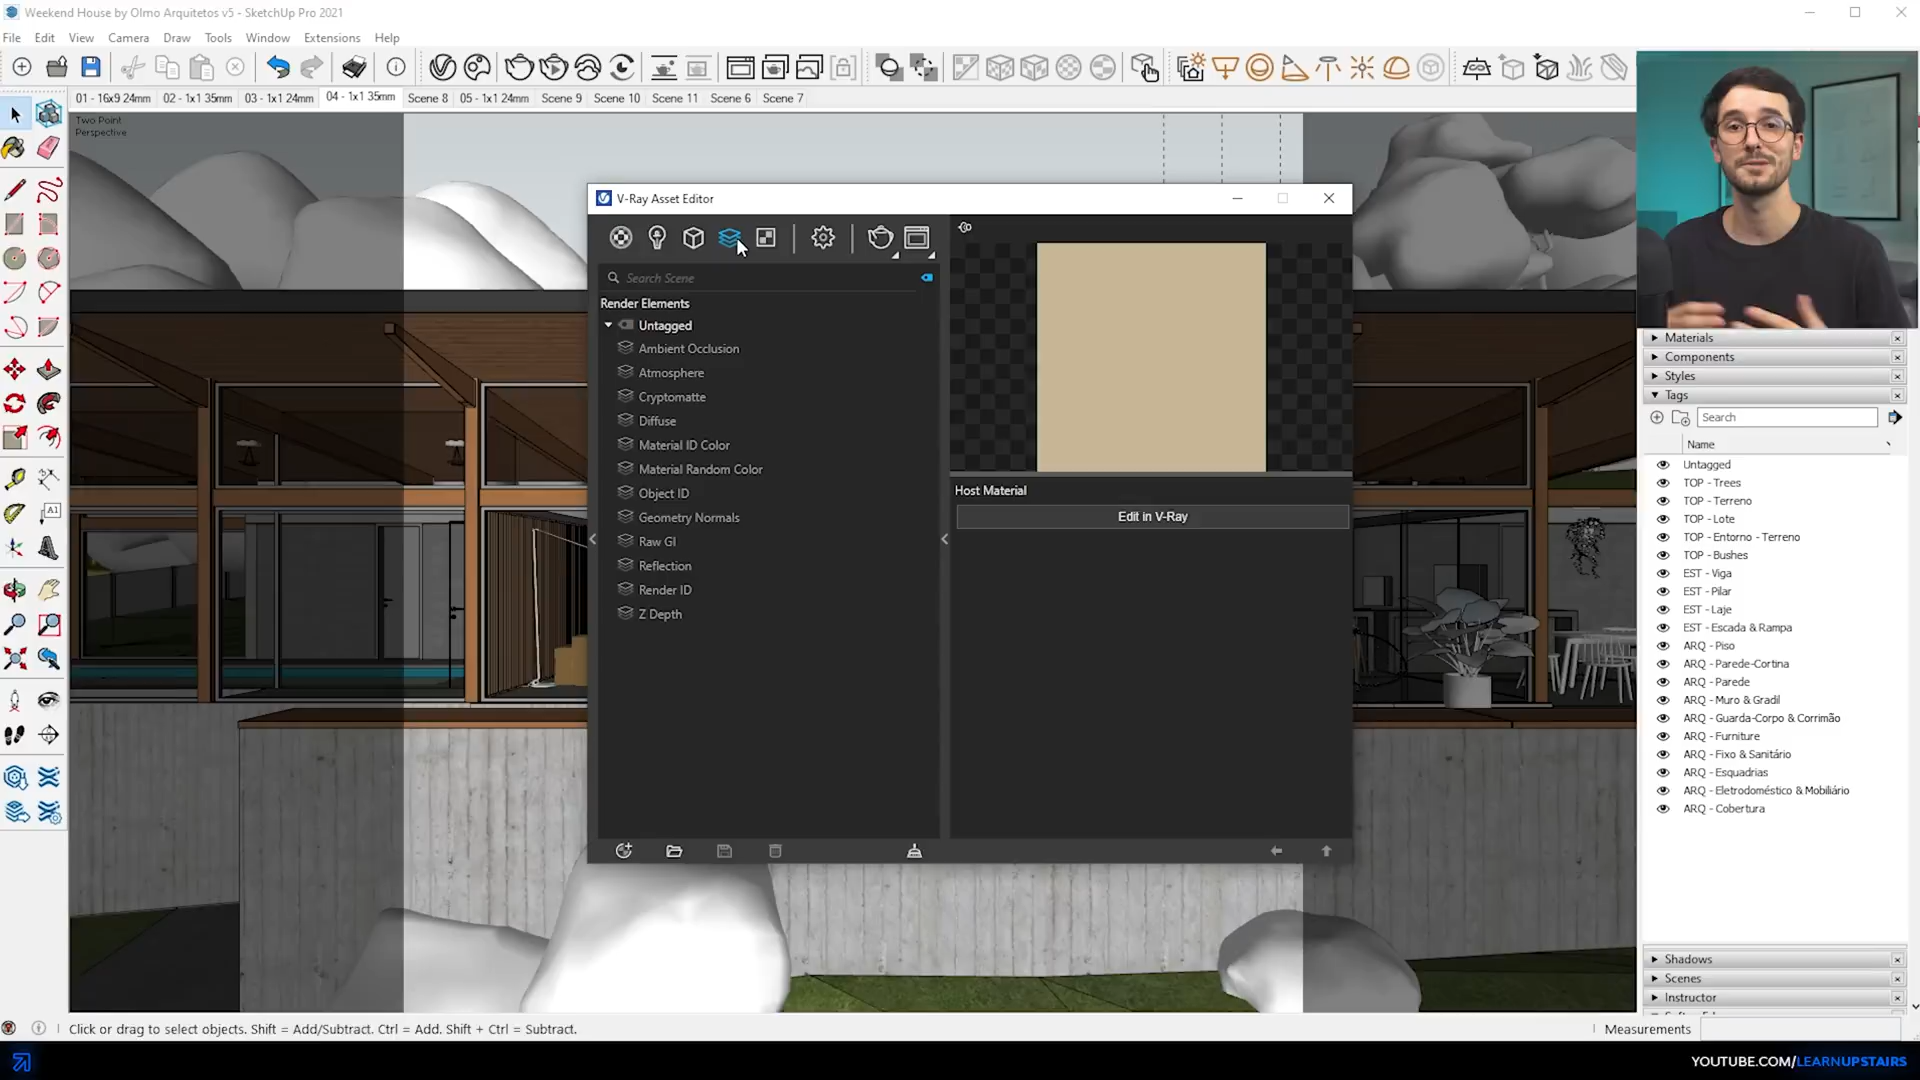 Weekend House by Olmo Arquitetos v5 - SketchUp Pro 2021
File Edit View Camera Draw Tools Window Extensions Help
01 - 16x9 24mm 02 - 1x1 35mm 03 - 1x1 24mm 04 - 1x1 35mm Scene 8 05 - 1x1 24mm Scene 9 Scene 10 Scene 11 Scene 6 Scene 7
Two Point
Perspective
V-Ray Asset Editor
Search Scene
Render Elements
Untagged
Ambient Occlusion
Atmosphere
Cryptomatte
Diffuse
Material ID Color
Material Random Color
Object ID
Geometry Normals
Raw GI
Reflection
Render ID
Z Depth
Host Material
Edit in V-Ray
Materials
Components
Styles
Tags
Search
Name
Untagged
TOP - Trees
TOP - Terreno
TOP - Lote
TOP - Entorno - Terreno
TOP - Bushes
EST - Viga
EST - Pilar
EST - Laje
EST - Escada & Rampa
ARQ - Piso
ARQ - Parede-Cortina
ARQ - Parede
ARQ - Muro & Gradil
ARQ - Guarda-Corpo & Corrimão
ARQ - Furniture
ARQ - Fixo & Sanitário
ARQ - Esquadrias
ARQ - Eletrodoméstico & Mobiliário
ARQ - Cobertura
Shadows
Scenes
Instructor
Click or drag to select objects. Shift = Add/Subtract. Ctrl = Add. Shift + Ctrl = Subtract.
Measurements
YOUTUBE.COM/LEARNUPSTAIRS